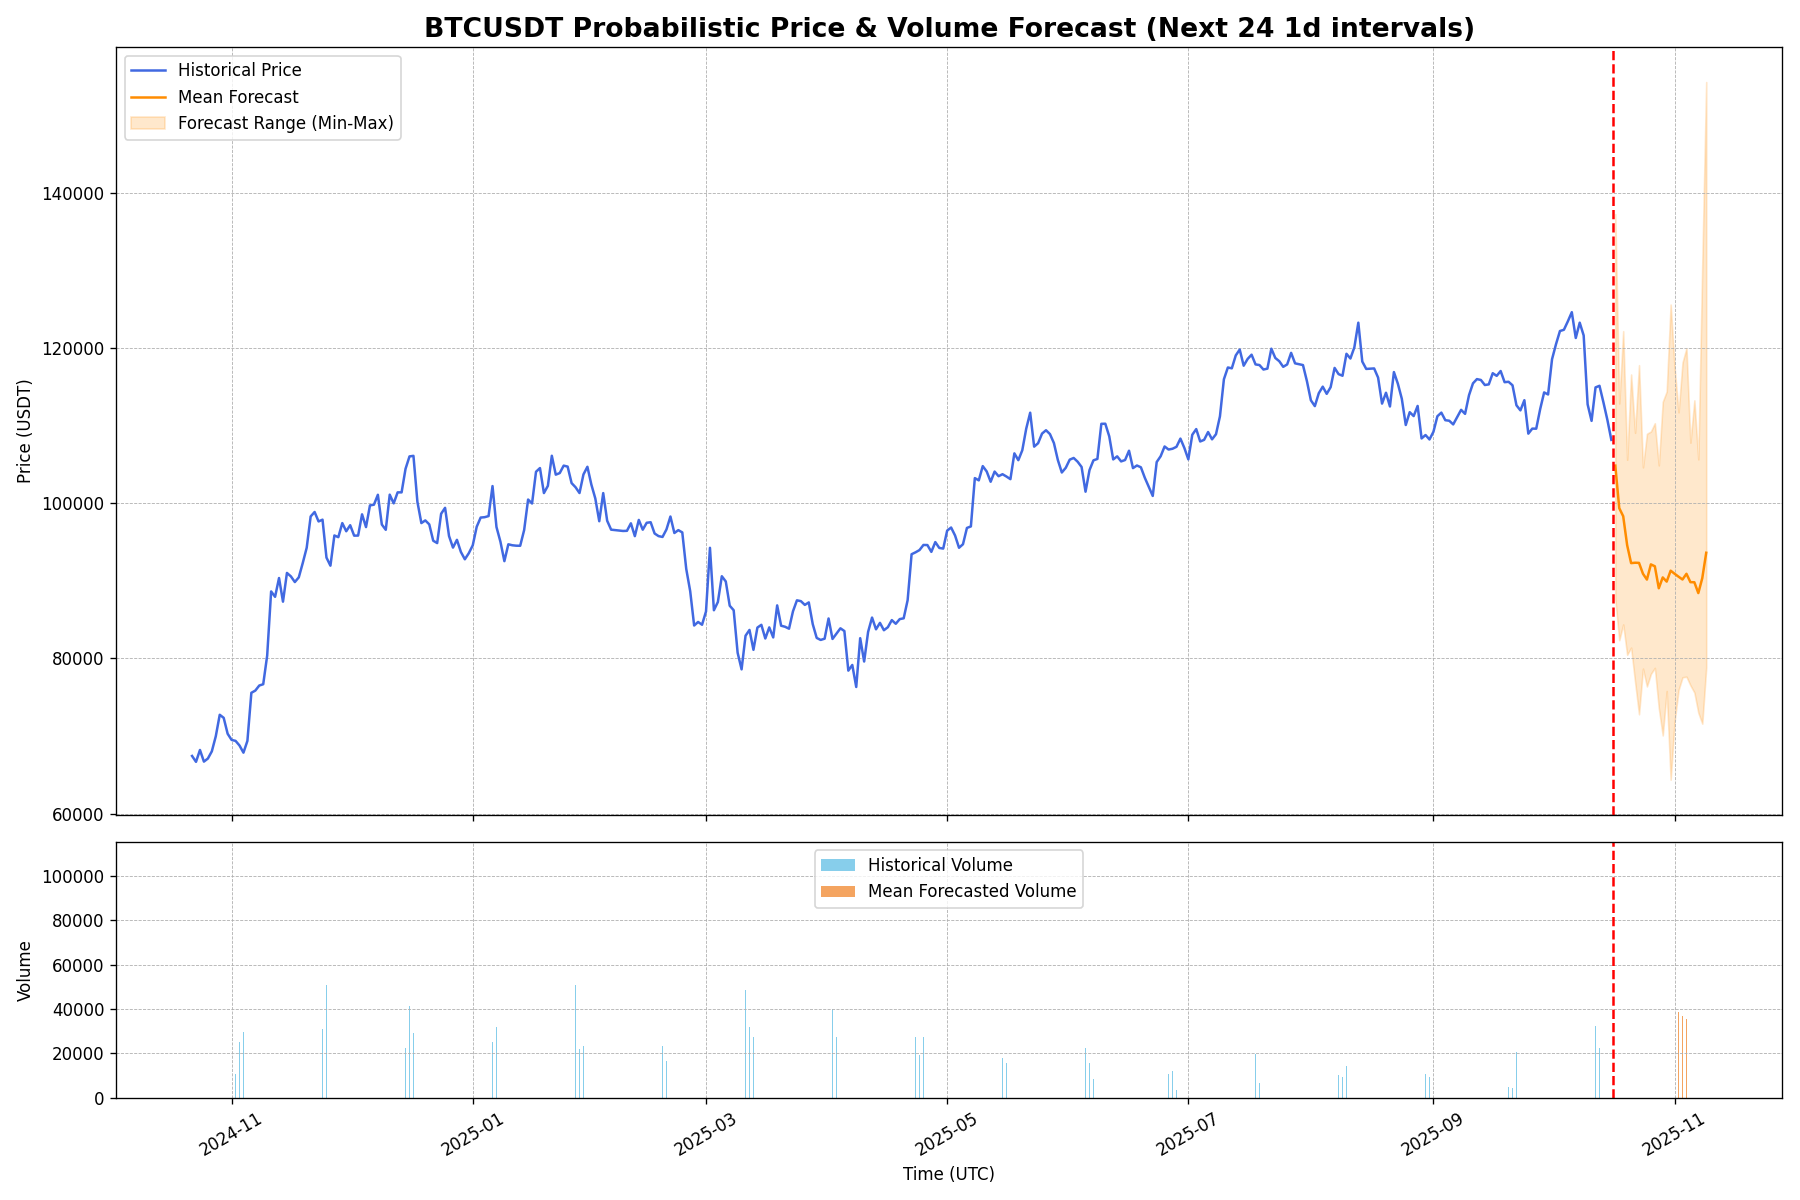 BTCUSDT Probabilistic Price & Volume Forecast (Next 24 1d intervals)
Historical Price
Mean Forecast
Forecast Range (Min-Max)
Price (USDT)
140000
120000
100000
80000
60000
Historical Volume
Mean Forecasted Volume
Volume
100000
80000
60000
40000
20000
0
2024-11
2025-01
2025-03
2025-05
2025-07
2025-09
2025-11
Time (UTC)